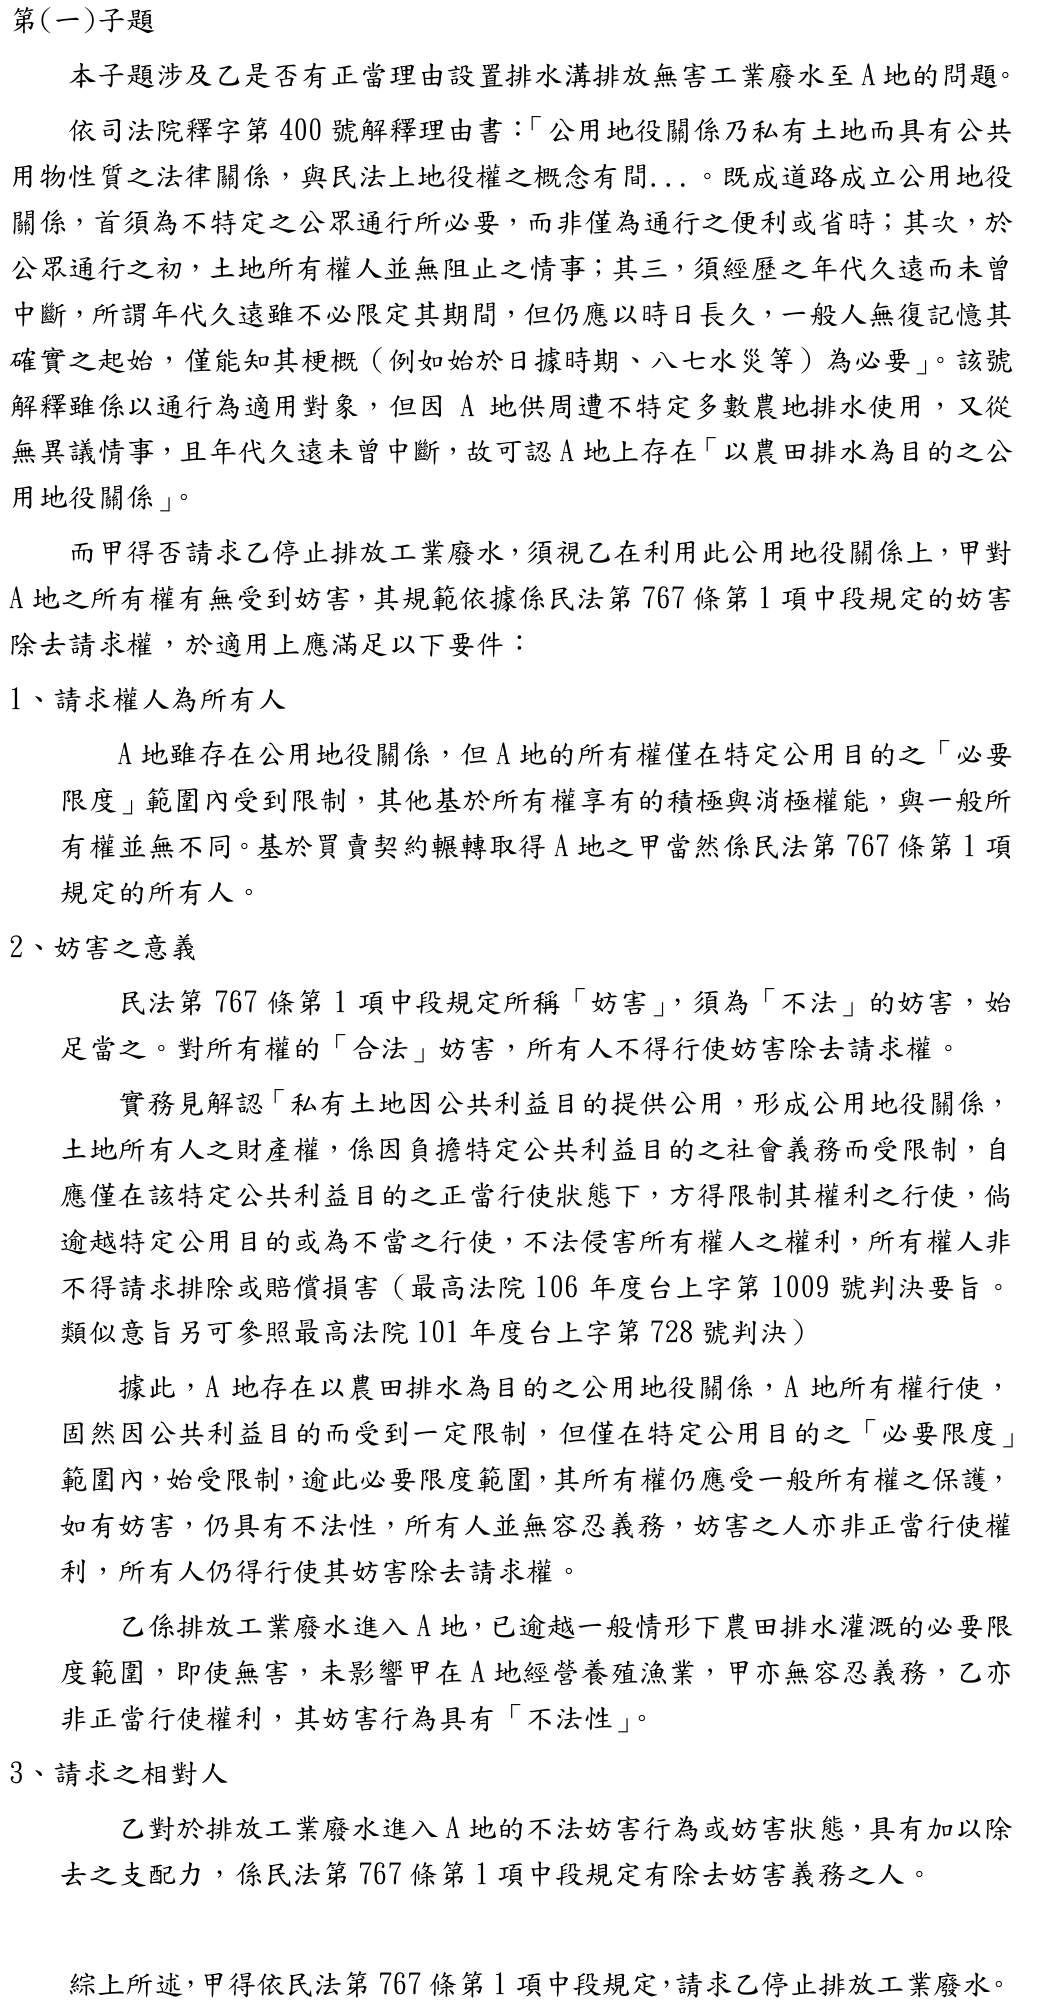 第(一)子題
本子題涉及乙是否有正當理由設置排水溝排放無害工業廢水至 A 地的問題。
依司法院釋字第 400 號解釋理由書：「公用地役關係乃私有土地而具有公共
用物性質之法律關係，與民法上地役權之概念有間...。既成道路成立公用地役
關係，首須為不特定之公眾通行所必要，而非僅為通行之便利或省時；其次，於
公眾通行之初，土地所有權人並無阻止之情事；其三，須經歷之年代久遠而未曾
中斷，所謂年代久遠雖不必限定其期間，但仍應以時日長久，一般人無復記憶其
確實之起始，僅能知其梗概（例如始於日據時期、八七水災等）為必要」。該號
解釋雖係以通行為適用對象，但因 A 地供周遭不特定多數農地排水使用，又從
無異議情事，且年代久遠未曾中斷，故可認 A 地上存在「以農田排水為目的之公
用地役關係」。
而甲得否請求乙停止排放工業廢水，須視乙在利用此公用地役關係上，甲對
A 地之所有權有無受到妨害，其規範依據係民法第 767 條第 1 項中段規定的妨害
除去請求權，於適用上應滿足以下要件：
1、請求權人為所有人
A 地雖存在公用地役關係，但 A 地的所有權僅在特定公用目的之「必要
限度」範圍內受到限制，其他基於所有權享有的積極與消極權能，與一般所
有權並無不同。基於買賣契約輾轉取得 A 地之甲當然係民法第 767 條第 1 項
規定的所有人。
2、妨害之意義
民法第 767 條第 1 項中段規定所稱「妨害」，須為「不法」的妨害，始
足當之。對所有權的「合法」妨害，所有人不得行使妨害除去請求權。
實務見解認「私有土地因公共利益目的提供公用，形成公用地役關係，
土地所有人之財產權，係因負擔特定公共利益目的之社會義務而受限制，自
應僅在該特定公共利益目的之正當行使狀態下，方得限制其權利之行使，倘
逾越特定公用目的或為不當之行使，不法侵害所有權人之權利，所有權人非
不得請求排除或賠償損害（最高法院 106 年度台上字第 1009 號判決要旨。
類似意旨另可參照最高法院 101 年度台上字第 728 號判決）
據此，A 地存在以農田排水為目的之公用地役關係，A 地所有權行使，
固然因公共利益目的而受到一定限制，但僅在特定公用目的之「必要限度」
範圍內，始受限制，逾此必要限度範圍，其所有權仍應受一般所有權之保護，
如有妨害，仍具有不法性，所有人並無容忍義務，妨害之人亦非正當行使權
利，所有人仍得行使其妨害除去請求權。
乙係排放工業廢水進入 A 地，已逾越一般情形下農田排水灌溉的必要限
度範圍，即使無害，未影響甲在 A 地經營養殖漁業，甲亦無容忍義務，乙亦
非正當行使權利，其妨害行為具有「不法性」。
3、請求之相對人
乙對於排放工業廢水進入 A 地的不法妨害行為或妨害狀態，具有加以除
去之支配力，係民法第 767 條第 1 項中段規定有除去妨害義務之人。
綜上所述，甲得依民法第 767 條第 1 項中段規定，請求乙停止排放工業廢水。